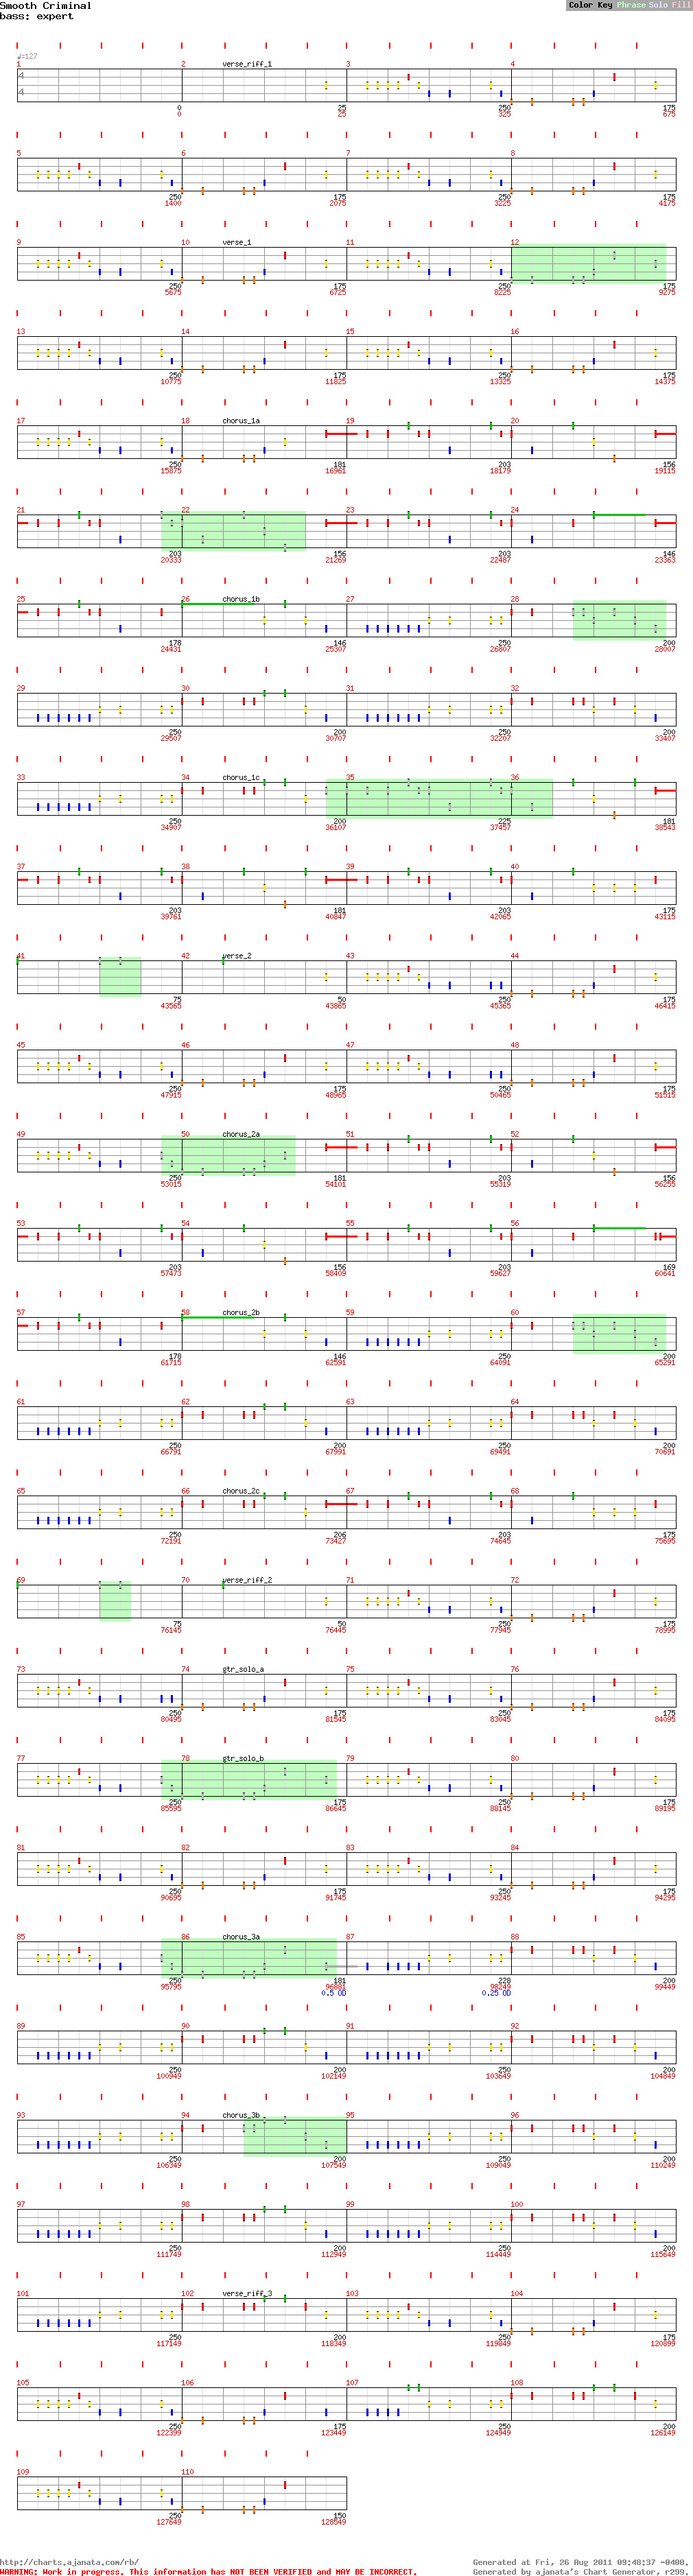 Smooth Criminal Color Key Phrase Solo Fill
bass: expert
♩=127
1 2 verse_riff_1 3 4
4
4
0 25 250 175
0 25 325 675
5 6 7 8
250 175 250 175
1400 2075 3225 4175
9 10 verse_1 11 12
250 175 250 175
5675 6725 8225 9275
13 14 15 16
250 175 250 175
10775 11825 13325 14375
17 18 chorus_1a 19 20
250 181 203 156
15875 16961 18179 19115
21 22 23 24
203 156 203 146
20333 21269 22487 23363
25 26 chorus_1b 27 28
178 146 250 200
24431 25307 26807 28007
29 30 31 32
250 200 250 200
29507 30707 32207 33407
33 34 chorus_1c 35 36
250 200 225 181
34907 36107 37457 38543
37 38 39 40
203 181 203 175
39761 40847 42065 43115
41 42 verse_2 43 44
75 50 250 175
43565 43865 45365 46415
45 46 47 48
250 175 250 175
47915 48965 50465 51515
49 50 chorus_2a 51 52
250 181 203 156
53015 54101 55319 56255
53 54 55 56
203 156 203 169
57473 58409 59627 60641
57 58 chorus_2b 59 60
178 146 250 200
61715 62591 64091 65291
61 62 63 64
250 200 250 200
66791 67991 69491 70691
65 66 chorus_2c 67 68
250 206 203 175
72191 73427 74645 75695
69 70 verse_riff_2 71 72
75 50 250 175
76145 76445 77945 78995
73 74 gtr_solo_a 75 76
250 175 250 175
80495 81545 83045 84095
77 78 gtr_solo_b 79 80
250 175 250 175
85595 86645 88145 89195
81 82 83 84
250 175 250 175
90695 91745 93245 94295
85 86 chorus_3a 87 88
250 181 228 200
95795 96881 98249 99449
0.5 OD 0.25 OD
89 90 91 92
250 200 250 200
100949 102149 103649 104849
93 94 chorus_3b 95 96
250 200 250 200
106349 107549 109049 110249
97 98 99 100
250 200 250 200
111749 112949 114449 115649
101 102 verse_riff_3 103 104
250 200 250 175
117149 118349 119849 120899
105 106 107 108
250 175 250 200
122399 123449 124949 126149
109 110
250 150
127649 128549
http://charts.ajanata.com/rb/ Generated at Fri, 26 Aug 2011 09:48:37 -0400.
WARNING: Work in progress. This information has NOT BEEN VERIFIED and MAY BE INCORRECT. Generated by ajanata's Chart Generator, r299.